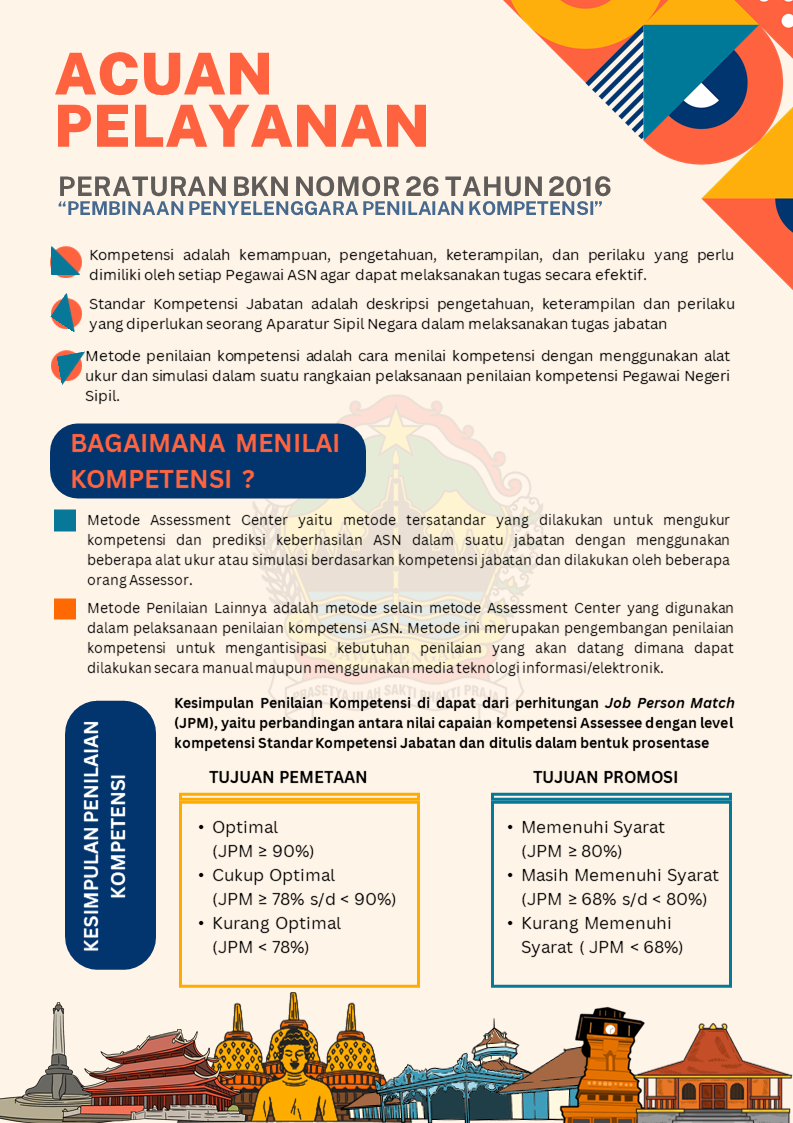 ACUAN
PELAYANAN
PERATURAN BKN NOMOR 26 TAHUN 2016
“PEMBINAAN PENYELENGGARA PENILAIAN KOMPETENSI”
Kompetensi adalah kemampuan, pengetahuan, keterampilan, dan perilaku yang perlu
dimiliki oleh setiap Pegawai ASN agar dapat melaksanakan tugas secara efektif.
Standar Kompetensi Jabatan adalah deskripsi pengetahuan, keterampilan dan perilaku
yang diperlukan seorang Aparatur Sipil Negara dalam melaksanakan tugas jabatan
Metode penilaian kompetensi adalah cara menilai kompetensi dengan menggunakan alat
ukur dan simulasi dalam suatu rangkaian pelaksanaan penilaian kompetensi Pegawai Negeri
Sipil.
BAGAIMANA MENILAI
KOMPETENSI ?
Metode Assessment Center yaitu metode tersatandar yang dilakukan untuk mengukur
kompetensi dan prediksi keberhasilan ASN dalam suatu jabatan dengan menggunakan
beberapa alat ukur atau simulasi berdasarkan kompetensi jabatan dan dilakukan oleh beberapa
orang Assessor.
Metode Penilaian Lainnya adalah metode selain metode Assessment Center yang digunakan
dalam pelaksanaan penilaian kompetensi ASN. Metode ini merupakan pengembangan penilaian
kompetensi untuk mengantisipasi kebutuhan penilaian yang akan datang dimana dapat
dilakukan secara manual maupun menggunakan media teknologi informasi/elektronik.
PRASETYA ULAH SAKTI BHAKTI PRAJA
KESIMPULAN PENILAIAN
KOMPETENSI
Kesimpulan Penilaian Kompetensi di dapat dari perhitungan Job Person Match
(JPM), yaitu perbandingan antara nilai capaian kompetensi Assessee dengan level
kompetensi Standar Kompetensi Jabatan dan ditulis dalam bentuk prosentase
TUJUAN PEMETAAN
• Optimal
(JPM ≥ 90%)
• Cukup Optimal
(JPM ≥ 78% s/d < 90%)
• Kurang Optimal
(JPM < 78%)
TUJUAN PROMOSI
• Memenuhi Syarat
(JPM ≥ 80%)
• Masih Memenuhi Syarat
(JPM ≥ 68% s/d < 80%)
• Kurang Memenuhi
Syarat ( JPM < 68%)